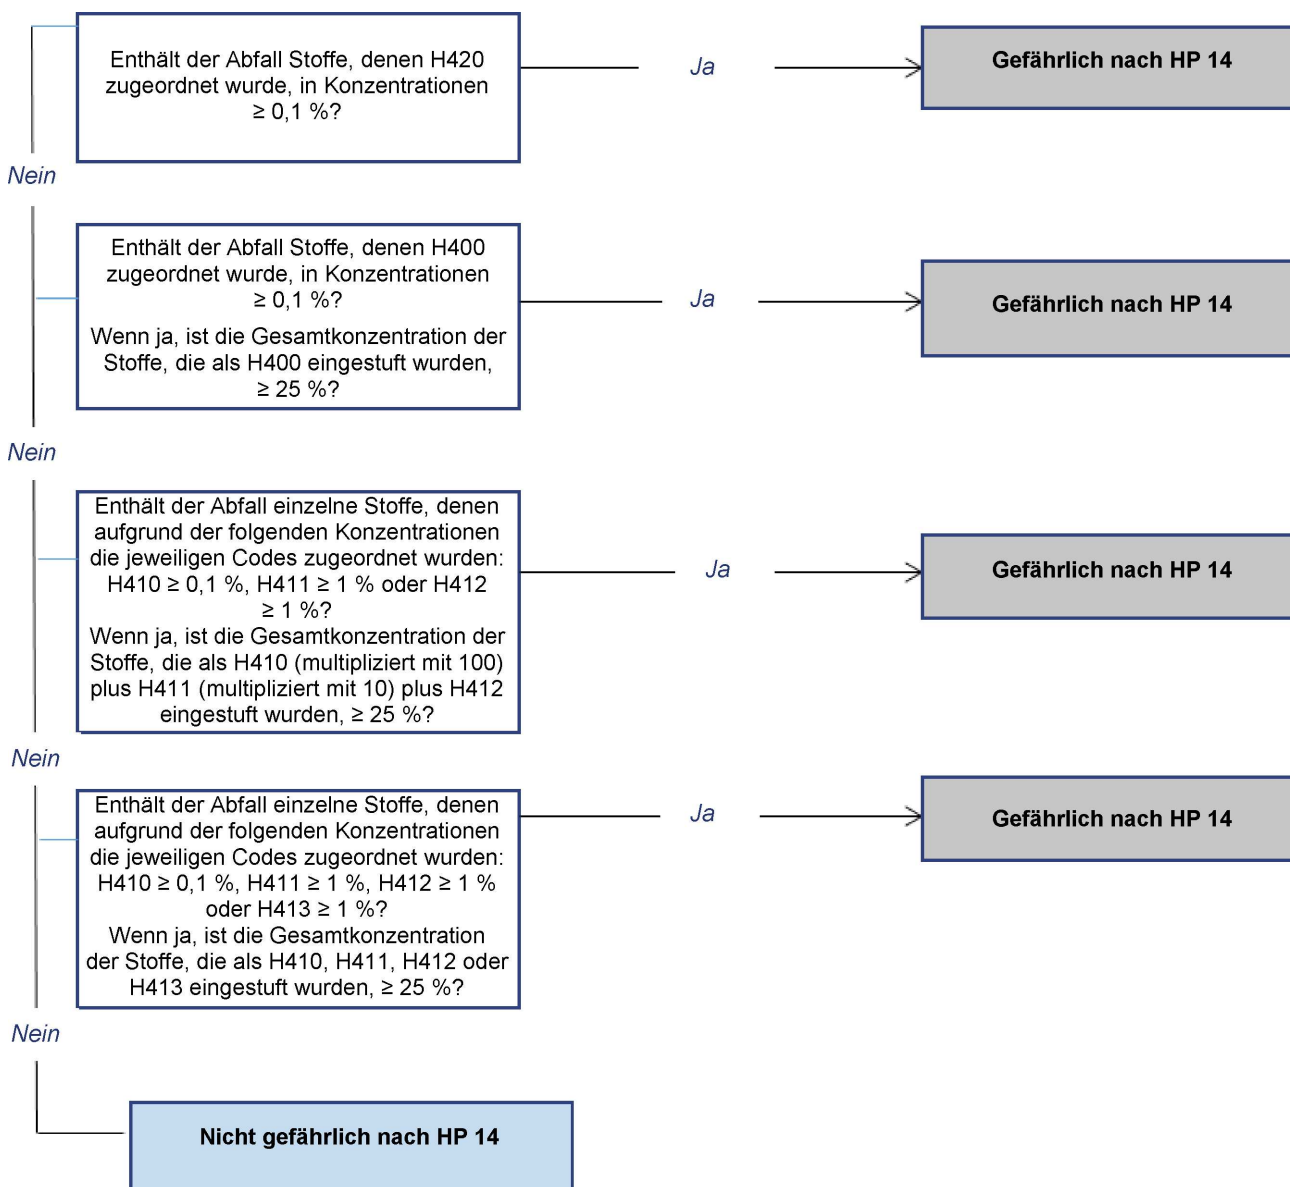 Enthält der Abfall Stoffe, denen H420
zugeordnet wurde, in Konzentrationen
≥ 0,1 %?
Ja
Gefährlich nach HP 14
Nein
Enthält der Abfall Stoffe, denen H400
zugeordnet wurde, in Konzentrationen
≥ 0,1 %?
Wenn ja, ist die Gesamtkonzentration der
Stoffe, die als H400 eingestuft wurden,
≥ 25 %?
Ja
Gefährlich nach HP 14
Nein
Enthält der Abfall einzelne Stoffe, denen
aufgrund der folgenden Konzentrationen
die jeweiligen Codes zugeordnet wurden:
H410 ≥ 0,1 %, H411 ≥ 1 % oder H412
≥ 1 %?
Wenn ja, ist die Gesamtkonzentration der
Stoffe, die als H410 (multipliziert mit 100)
plus H411 (multipliziert mit 10) plus H412
eingestuft wurden, ≥ 25 %?
Ja
Gefährlich nach HP 14
Nein
Enthält der Abfall einzelne Stoffe, denen
aufgrund der folgenden Konzentrationen
die jeweiligen Codes zugeordnet wurden:
H410 ≥ 0,1 %, H411 ≥ 1 %, H412 ≥ 1 %
oder H413 ≥ 1 %?
Wenn ja, ist die Gesamtkonzentration
der Stoffe, die als H410, H411, H412 oder
H413 eingestuft wurden, ≥ 25 %?
Ja
Gefährlich nach HP 14
Nein
Nicht gefährlich nach HP 14